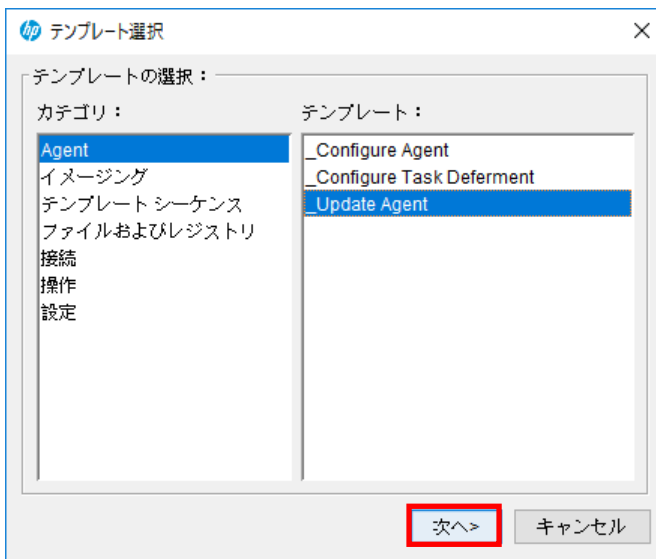 hp テンプレート選択
テンプレートの選択：
カテゴリ：
Agent
イメージング
テンプレート シーケンス
ファイルおよびレジストリ
接続
操作
設定
テンプレート：
_Configure Agent
_Configure Task Deferment
_Update Agent
次へ>
キャンセル